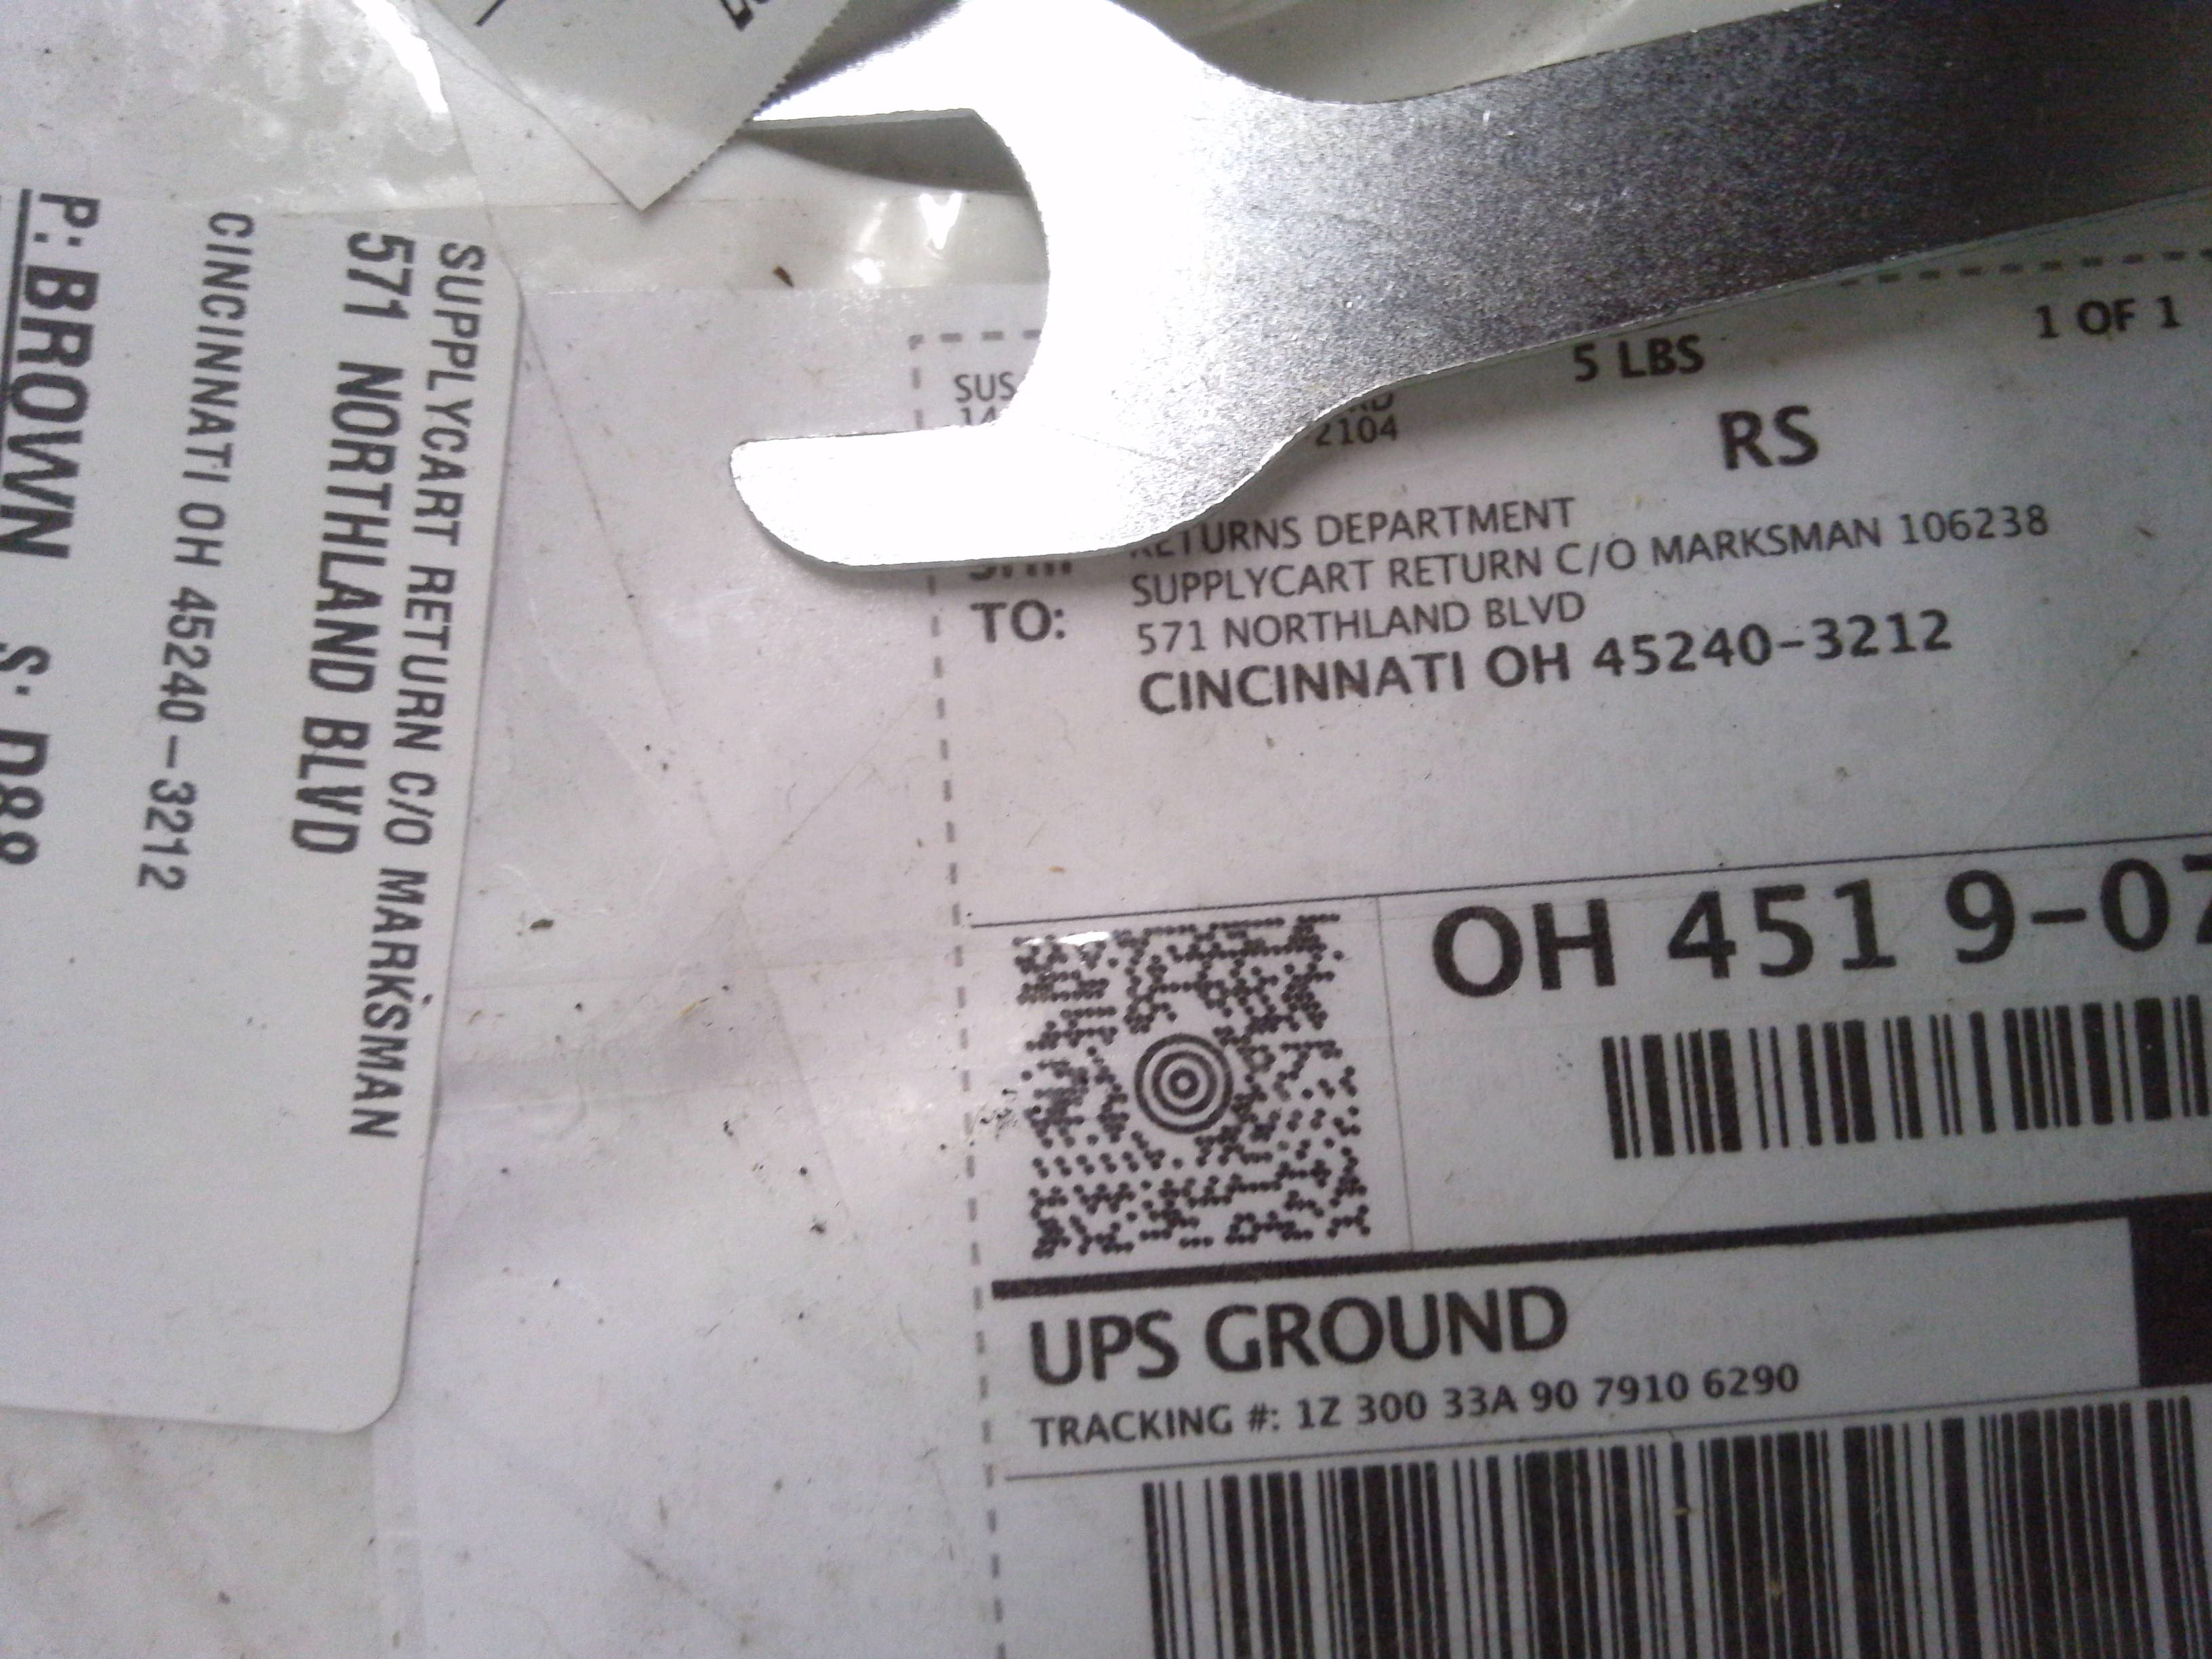 SUPPLYCART RETURN C/O MARKSMAN
571 NORTHLAND BLVD
CINCINNATI OH 45240-3212
P: BROWN S:
5 LBS
1 OF 1
RS
2104
TO:
RETURNS DEPARTMENT
SUPPLYCART RETURN C/O MARKSMAN 106238
571 NORTHLAND BLVD
CINCINNATI OH 45240-3212
OH 451 9-07
UPS GROUND
TRACKING #: 1Z 300 33A 90 7910 6290